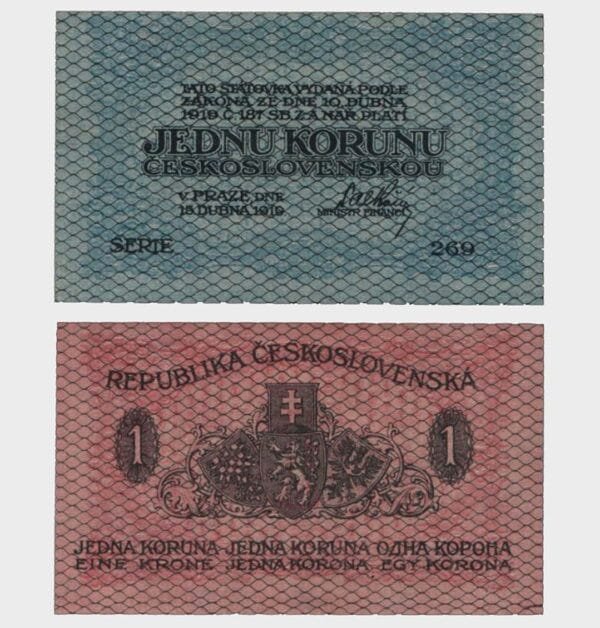 TATO STÁTOVKA VYDANÁ PODLE
ZÁKONA ZE DNE 10. DUBNA
1919 Č. 187 SB. Z. A NAŘ. PLATÍ
JEDNU KORUNU
ČESKOSLOVENSKOU
V PRAZE DNE
15. DUBNA 1919
MINISTR FINANCÍ
SERIE 269
REPUBLIKA ČESKOSLOVENSKÁ
1 1
JEDNA KORUNA JEDNA KORUNA ОДНА КОРОНА
EINE KRONE JEDNA KORONA EGY KORONA